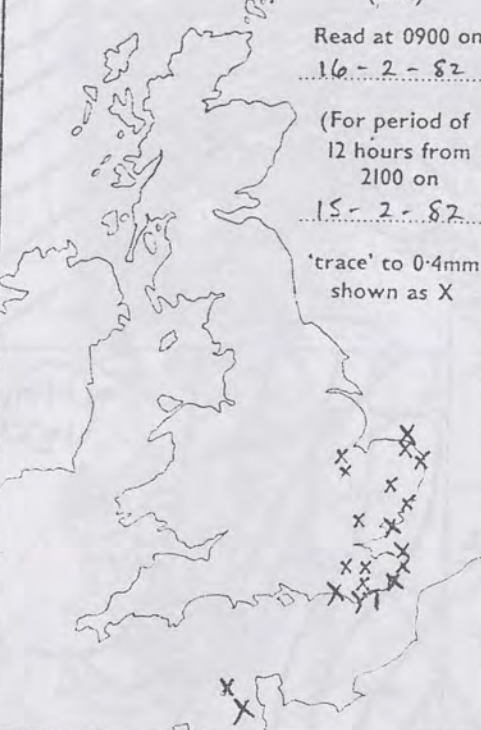 Read at 0900 on
16 - 2 - 82
(For period of
12 hours from
2100 on
15 - 2 - 82
'trace' to 0·4mm
shown as X